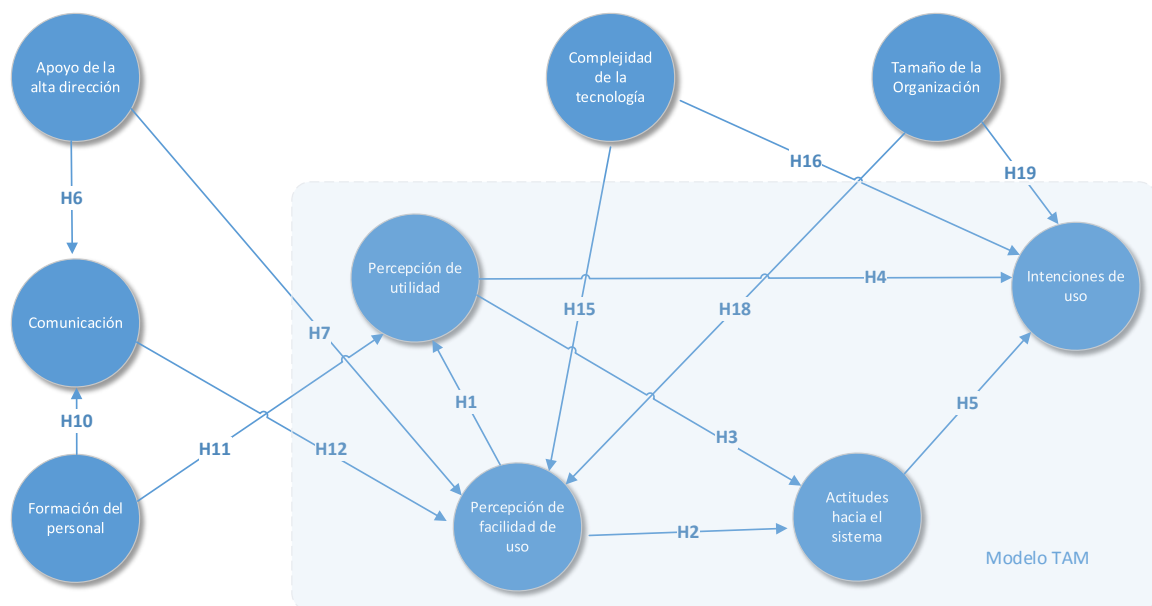 Apoyo de la
alta dirección
Complejidad
de la
tecnología
Tamaño de la
Organización
H16
H19
H6
Percepción de
utilidad
Intenciones de
uso
H4
Comunicación
H15
H18
H7
H1
H5
H10
H11
H12
H3
Formación del
personal
Percepción de
facilidad de
uso
Actitudes
hacia el
sistema
H2
Modelo TAM